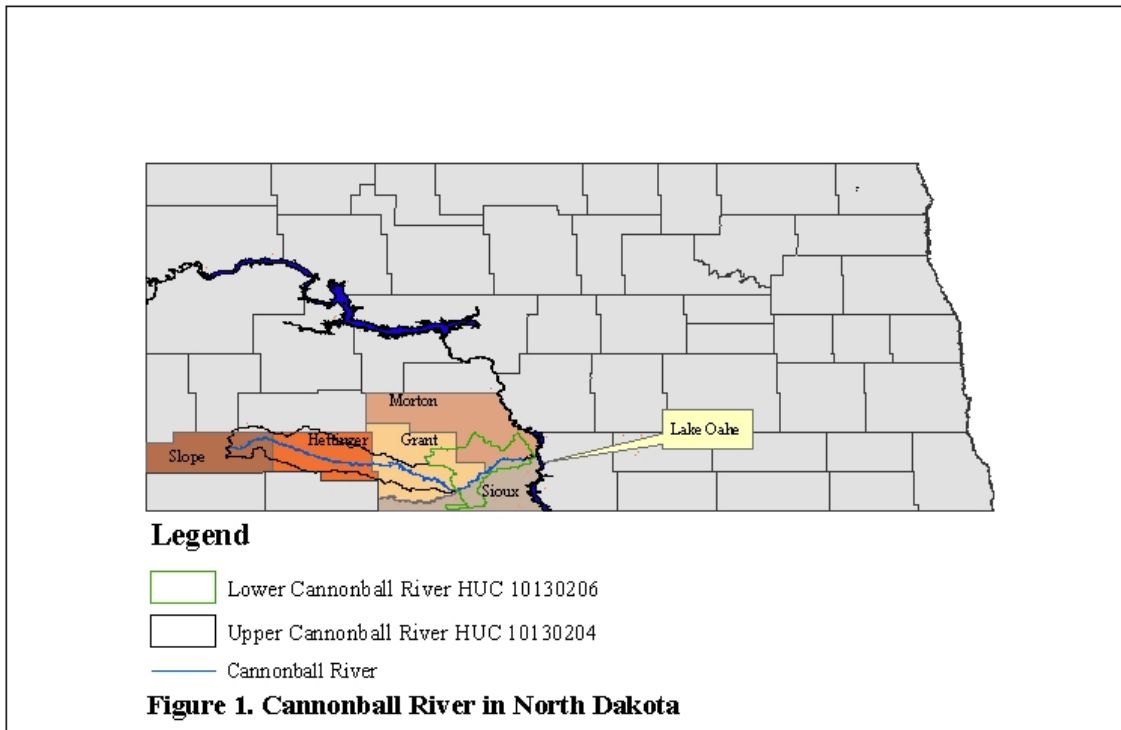 Morton
Hettinger
Grant
Lake Oahe
Slope
Sioux
Legend
Lower Cannonball River HUC 10130206
Upper Cannonball River HUC 10130204
Cannonball River
Figure 1. Cannonball River in North Dakota